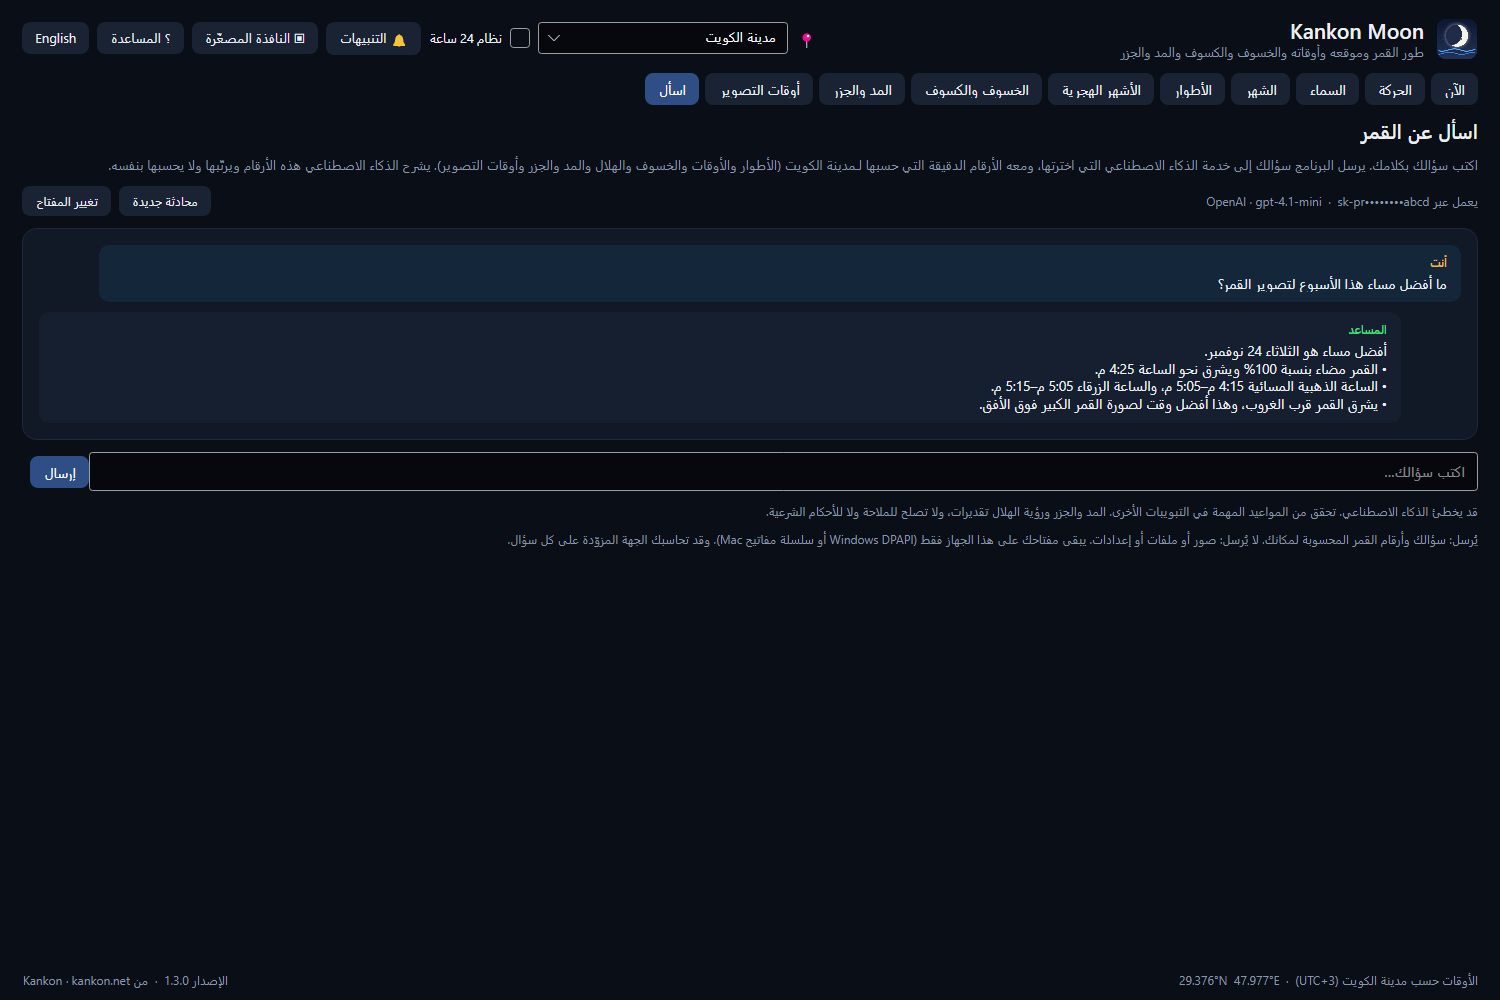 Kankon Moon
طور القمر وموقعه وأوقاته والخسوف والكسوف والمد والجزر
مدينة الكويت
نظام 24 ساعة
التنبيهات
النافذة المصغّرة
؟ المساعدة
English
الآن
الحركة
السماء
الشهر
الأطوار
الأشهر الهجرية
الخسوف والكسوف
المد والجزر
أوقات التصوير
اسأل
اسأل عن القمر
اكتب سؤالك بكلامك. يرسل البرنامج سؤالك إلى خدمة الذكاء الاصطناعي التي اخترتها، ومعه الأرقام الدقيقة التي حسبها لـمدينة الكويت (الأطوار والأوقات والخسوف والهلال والمد والجزر وأوقات التصوير). يشرح الذكاء الاصطناعي هذه الأرقام ويرتّبها ولا يحسبها بنفسه.
يعمل عبر OpenAI · gpt-4.1-mini · sk-pr••••••••abcd
محادثة جديدة
تغيير المفتاح
أنت
ما أفضل مساء هذا الأسبوع لتصوير القمر؟
المساعد
أفضل مساء هو الثلاثاء 24 نوفمبر.
• القمر مضاء بنسبة 100% ويشرق نحو الساعة 4:25 م.
• الساعة الذهبية المسائية 4:15 م–5:05 م، والساعة الزرقاء 5:05 م–5:15 م.
• يشرق القمر قرب الغروب، وهذا أفضل وقت لصورة القمر الكبير فوق الأفق.
اكتب سؤالك...
إرسال
قد يخطئ الذكاء الاصطناعي. تحقق من المواعيد المهمة في التبويبات الأخرى. المد والجزر ورؤية الهلال تقديرات، ولا تصلح للملاحة ولا للأحكام الشرعية.
يُرسل: سؤالك وأرقام القمر المحسوبة لمكانك. لا يُرسل: صور أو ملفات أو إعدادات. يبقى مفتاحك على هذا الجهاز فقط (Windows DPAPI أو سلسلة مفاتيح Mac). وقد تحاسبك الجهة المزوّدة على كل سؤال.
الأوقات حسب مدينة الكويت (UTC+3) · 29.376°N 47.977°E
الإصدار 1.3.0 · من Kankon · kankon.net